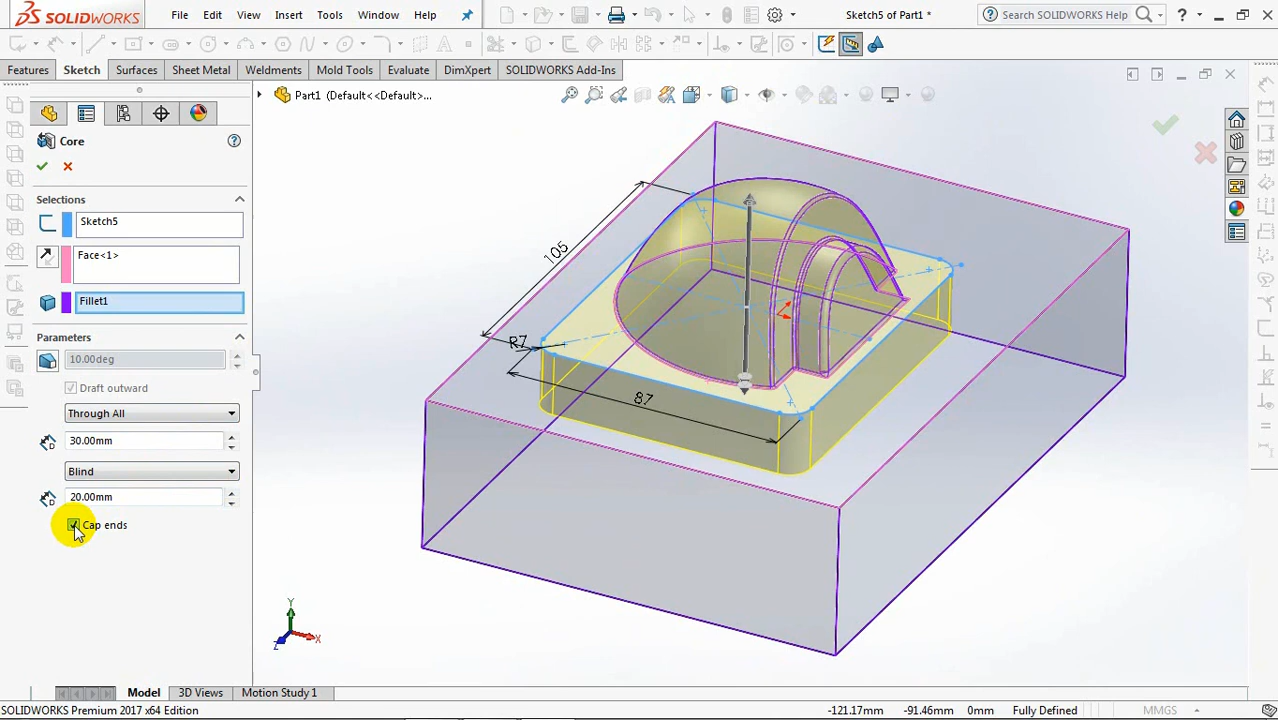 SOLIDWORKS File Edit View Insert Tools Window Help Sketch5 of Part1 * Search SOLIDWORKS Help ?
Features Sketch Surfaces Sheet Metal Weldments Mold Tools Evaluate DimXpert SOLIDWORKS Add-Ins
Part1 (Default<<Default>...
Core
Selections
Sketch5
Face<1>
Fillet1
Parameters
10.00deg
Draft outward
Through All
30.00mm
Blind
20.00mm
Cap ends
105
R7
87
Y
X
Z
Model 3D Views Motion Study 1
SOLIDWORKS Premium 2017 x64 Edition -121.17mm -91.46mm 0mm Fully Defined MMGS